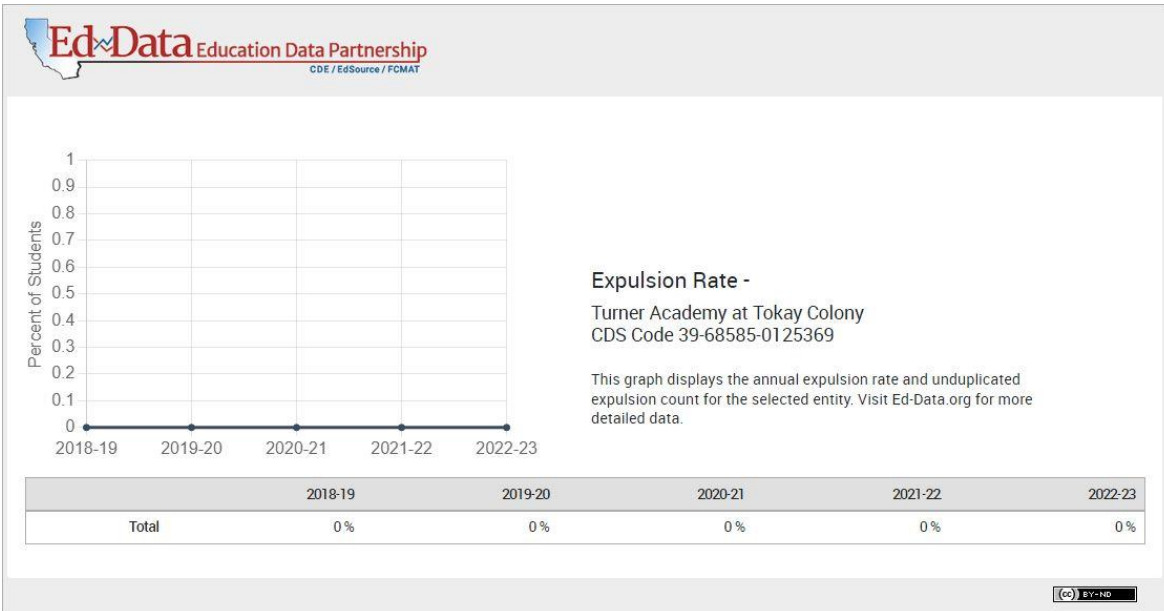 Ed Data Education Data Partnership
CDE / EdSource / FCMAT
1
0.9
0.8
0.7
0.6
0.5
0.4
0.3
0.2
0.1
0
Percent of Students
2018-19 2019-20 2020-21 2021-22 2022-23
Expulsion Rate -
Turner Academy at Tokay Colony
CDS Code 39-68585-0125369
This graph displays the annual expulsion rate and unduplicated
expulsion count for the selected entity. Visit Ed-Data.org for more
detailed data.
2018-19 2019-20 2020-21 2021-22 2022-23
Total 0 % 0 % 0 % 0 % 0 %
(cc) BY-ND